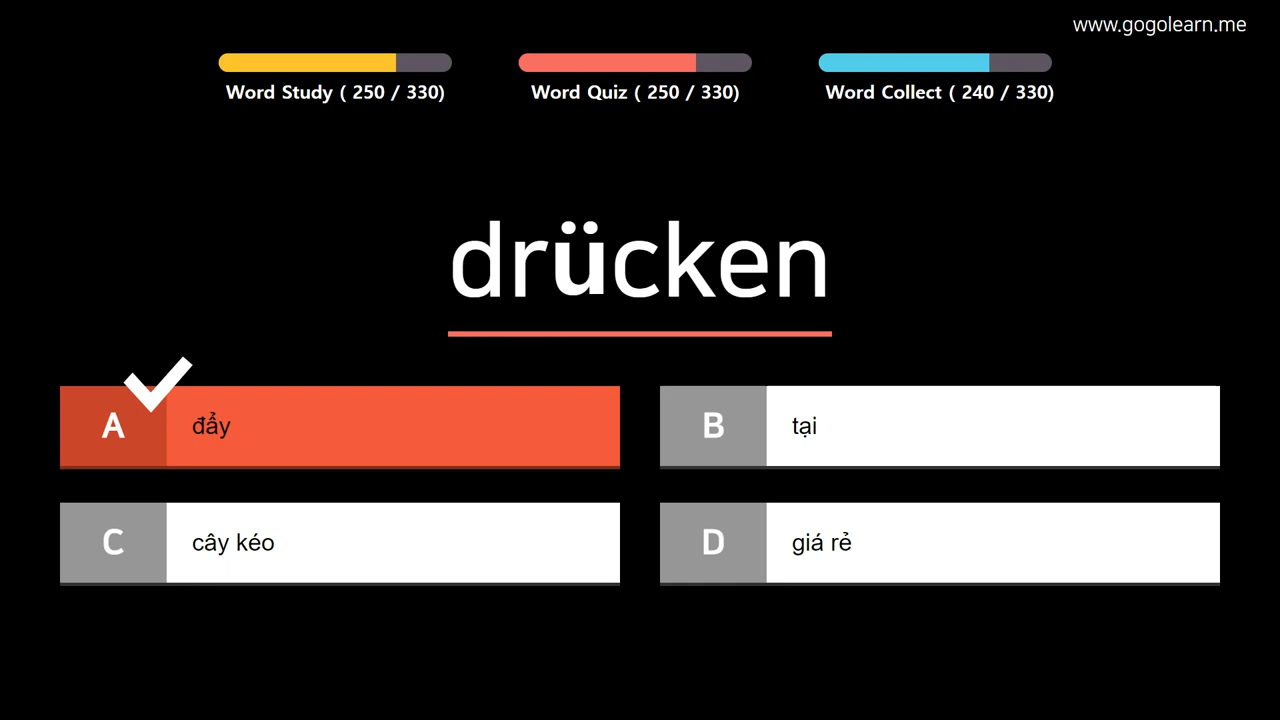 www.gogolearn.me
Word Study ( 250 / 330)
Word Quiz ( 250 / 330)
Word Collect ( 240 / 330)
drücken
A đẩy
B tại
C cây kéo
D giá rẻ